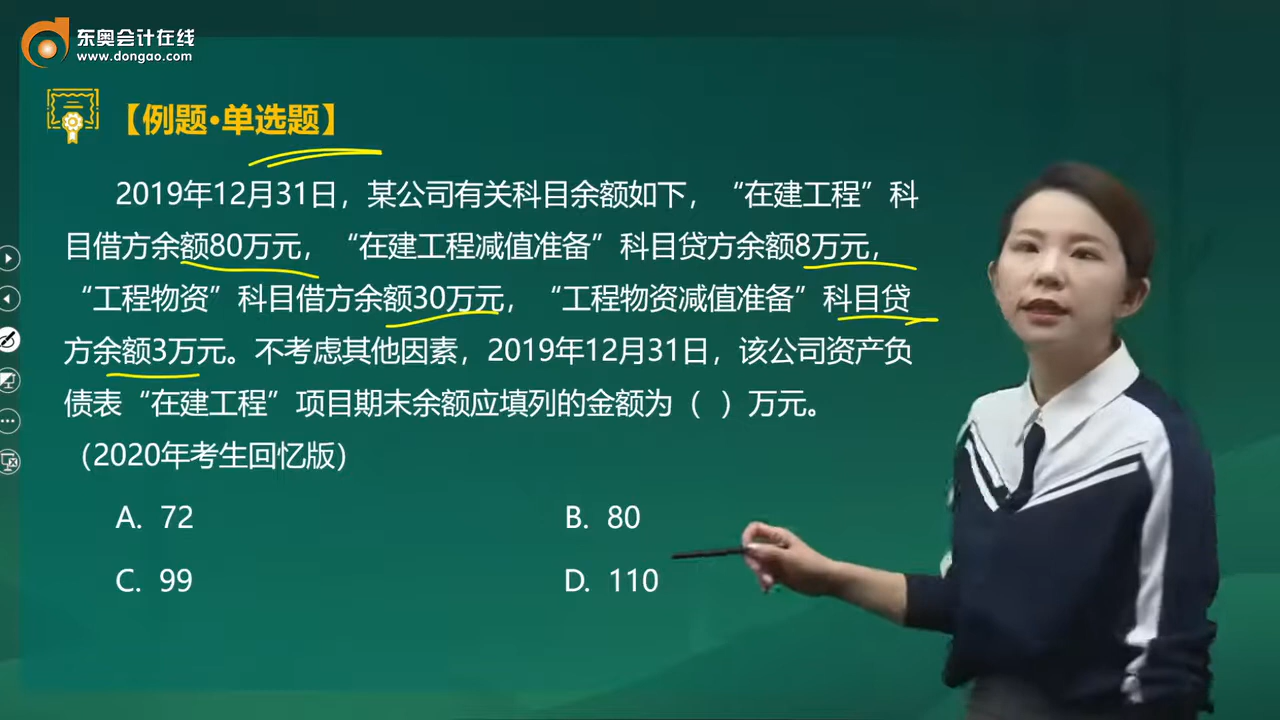 东奥会计在线
www.dongao.com
【例题·单选题】
2019年12月31日，某公司有关科目余额如下，“在建工程”科
目借方余额80万元，“在建工程减值准备”科目贷方余额8万元，
“工程物资”科目借方余额30万元，“工程物资减值准备”科目贷
方余额3万元。不考虑其他因素，2019年12月31日，该公司资产负
债表“在建工程”项目期末余额应填列的金额为（ ）万元。
（2020年考生回忆版）
A. 72
B. 80
C. 99
D. 110